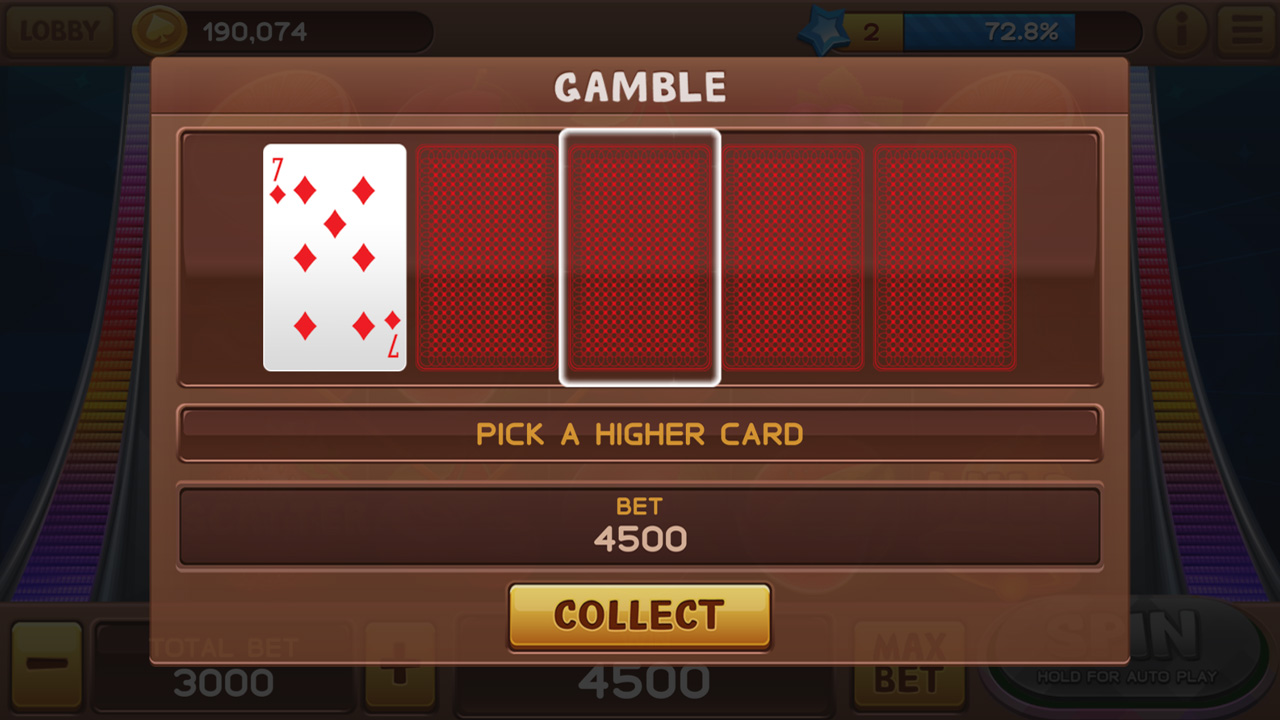 LOBBY
190,074
2
72.8%
GAMBLE
7
7
PICK A HIGHER CARD
BET
4500
COLLECT
TOTAL BET
3000
4500
MAX
BET
SPIN
HOLD FOR AUTO PLAY